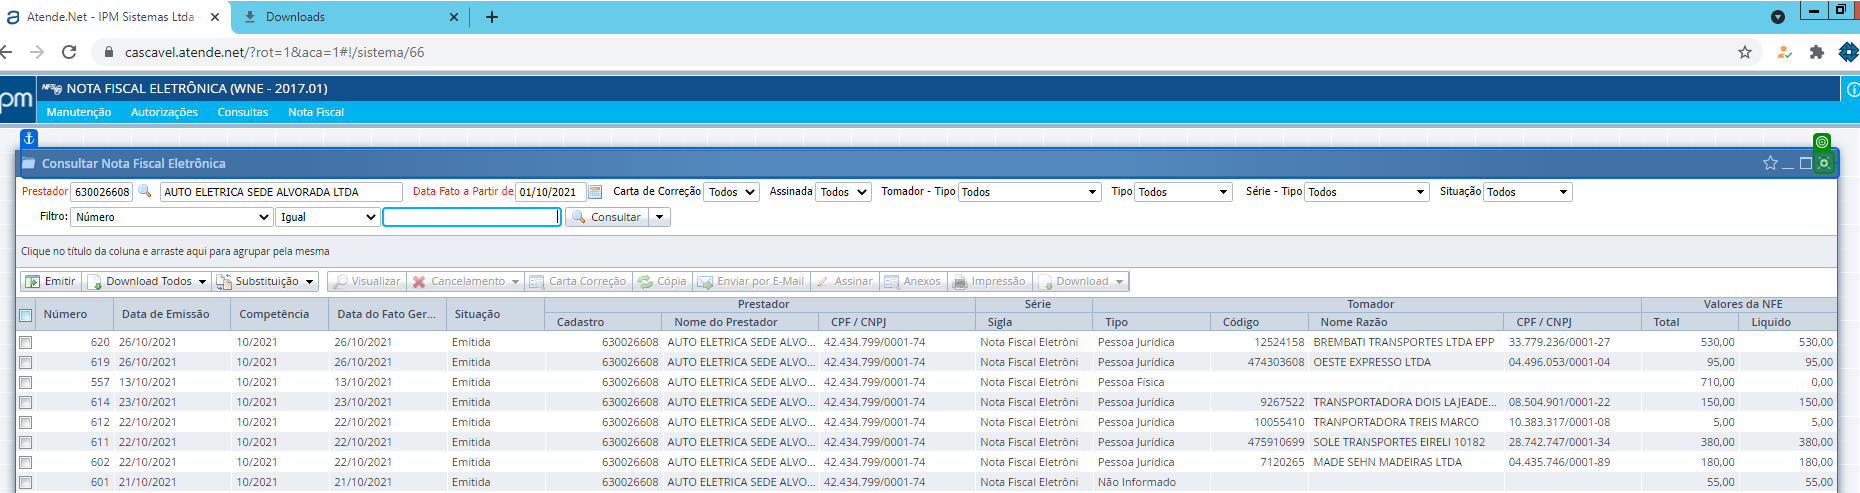 Atende.Net - IPM Sistemas Ltda Downloads
cascavel.atende.net/?rot=1&aca=1#!/sistema/66
pm NFS NOTA FISCAL ELETRÔNICA (WNE - 2017.01)
Manutenção Autorizações Consultas Nota Fiscal
Consultar Nota Fiscal Eletrônica
Prestador 630026608 AUTO ELETRICA SEDE ALVORADA LTDA Data Fato a Partir de 01/10/2021 Carta de Correção Todos Assinada Todos Tomador - Tipo Todos Tipo Todos Série - Tipo Todos Situação Todos
Filtro: Número Igual Consultar
Clique no título da coluna e arraste aqui para agrupar pela mesma
Emitir Download Todos Substituição Visualizar Cancelamento Carta Correção Cópia Enviar por E-Mail Assinar Anexos Impressão Download
Prestador Série Tomador Valores da NFE
Número Data de Emissão Competência Data do Fato Ger... Situação Cadastro Nome do Prestador CPF / CNPJ Sigla Tipo Código Nome Razão CPF / CNPJ Total Liquido
620 26/10/2021 10/2021 26/10/2021 Emitida 630026608 AUTO ELETRICA SEDE ALVO... 42.434.799/0001-74 Nota Fiscal Eletrôni Pessoa Jurídica 12524158 BREMBATI TRANSPORTES LTDA EPP 33.779.236/0001-27 530,00 530,00
619 26/10/2021 10/2021 26/10/2021 Emitida 630026608 AUTO ELETRICA SEDE ALVO... 42.434.799/0001-74 Nota Fiscal Eletrôni Pessoa Jurídica 474303608 OESTE EXPRESSO LTDA 04.496.053/0001-04 95,00 95,00
557 13/10/2021 10/2021 13/10/2021 Emitida 630026608 AUTO ELETRICA SEDE ALVO... 42.434.799/0001-74 Nota Fiscal Eletrôni Pessoa Física 710,00 0,00
614 23/10/2021 10/2021 23/10/2021 Emitida 630026608 AUTO ELETRICA SEDE ALVO... 42.434.799/0001-74 Nota Fiscal Eletrôni Pessoa Jurídica 9267522 TRANSPORTADORA DOIS LAJEADE... 08.504.901/0001-22 150,00 150,00
612 22/10/2021 10/2021 22/10/2021 Emitida 630026608 AUTO ELETRICA SEDE ALVO... 42.434.799/0001-74 Nota Fiscal Eletrôni Pessoa Jurídica 10055410 TRANPORTADORA TREIS MARCO 10.383.317/0001-08 5,00 5,00
611 22/10/2021 10/2021 22/10/2021 Emitida 630026608 AUTO ELETRICA SEDE ALVO... 42.434.799/0001-74 Nota Fiscal Eletrôni Pessoa Jurídica 475910699 SOLE TRANSPORTES EIRELI 10182 28.742.747/0001-34 380,00 380,00
602 22/10/2021 10/2021 22/10/2021 Emitida 630026608 AUTO ELETRICA SEDE ALVO... 42.434.799/0001-74 Nota Fiscal Eletrôni Pessoa Jurídica 7120265 MADE SEHN MADEIRAS LTDA 04.435.746/0001-89 180,00 180,00
601 21/10/2021 10/2021 21/10/2021 Emitida 630026608 AUTO ELETRICA SEDE ALVO... 42.434.799/0001-74 Nota Fiscal Eletrôni Não Informado 55,00 55,00